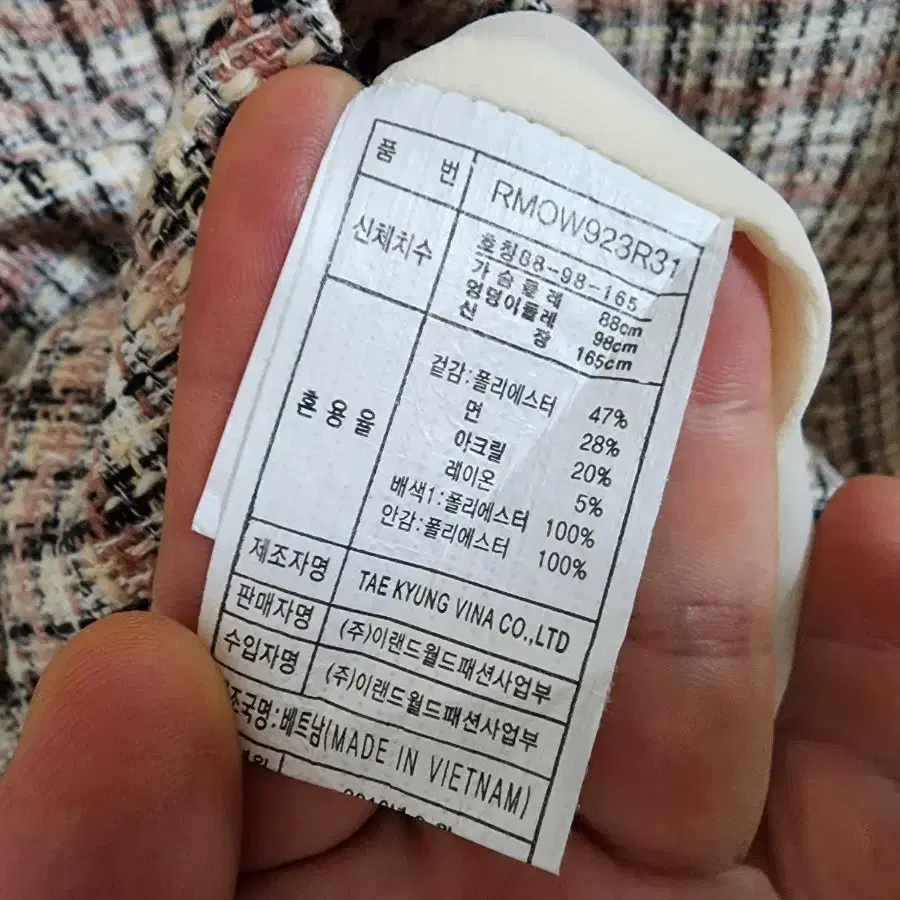 품 번 RMOW923R31
신체치수 호칭88-98-165
가슴둘레 88cm
엉덩이둘레 98cm
신 장 165cm
혼용율 겉감:폴리에스터 47%
면 28%
아크릴 20%
레이온 5%
배색1:폴리에스터 100%
안감:폴리에스터 100%
제조자명 TAE KYUNG VINA CO.,LTD
판매자명 (주)이랜드월드패션사업부
수입자명 (주)이랜드월드패션사업부
조국명:베트남(MADE IN VIETNAM)